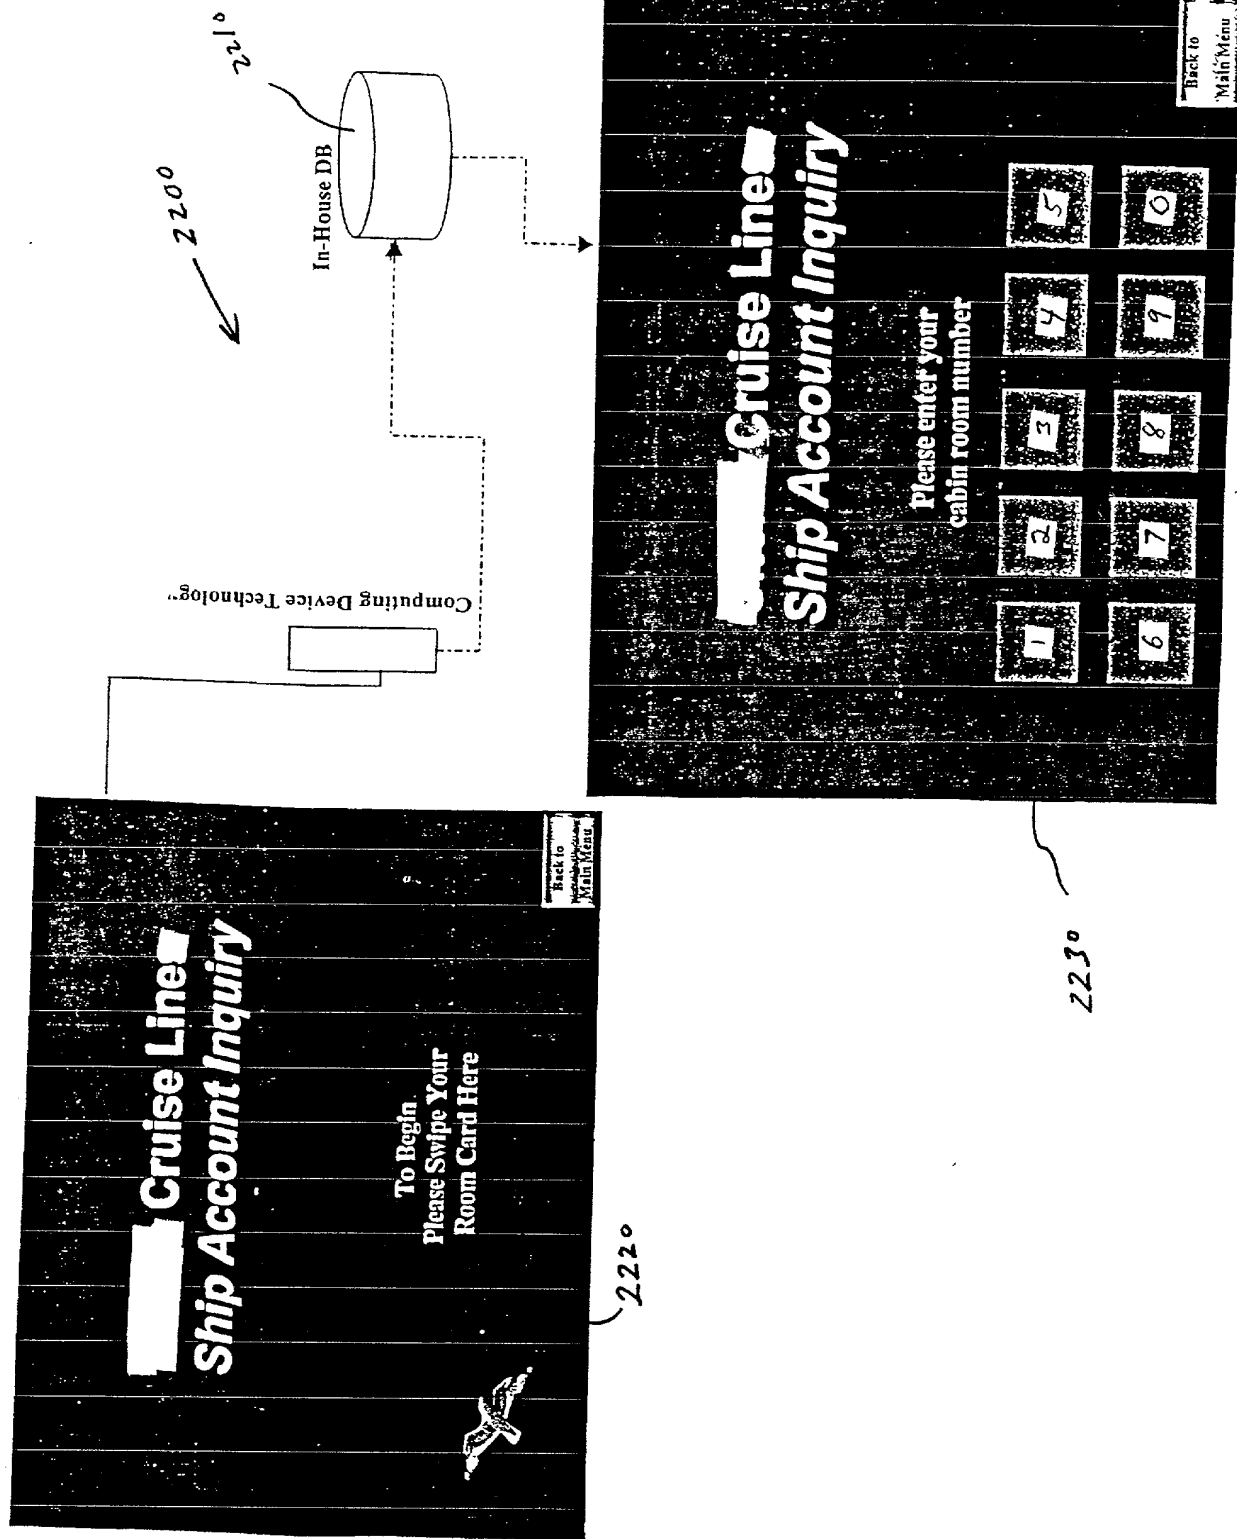 2200
2210
In-House DB
Computing Device Technology
Cruise Lines
Ship Account Inquiry
To Begin
Please Swipe Your
Room Card Here
Back to
Main Menu
2220
Cruise Lines
Ship Account Inquiry
Please enter your
cabin room number
1 2 3 4 5
6 7 8 9 0
Back to
Main Menu
2230